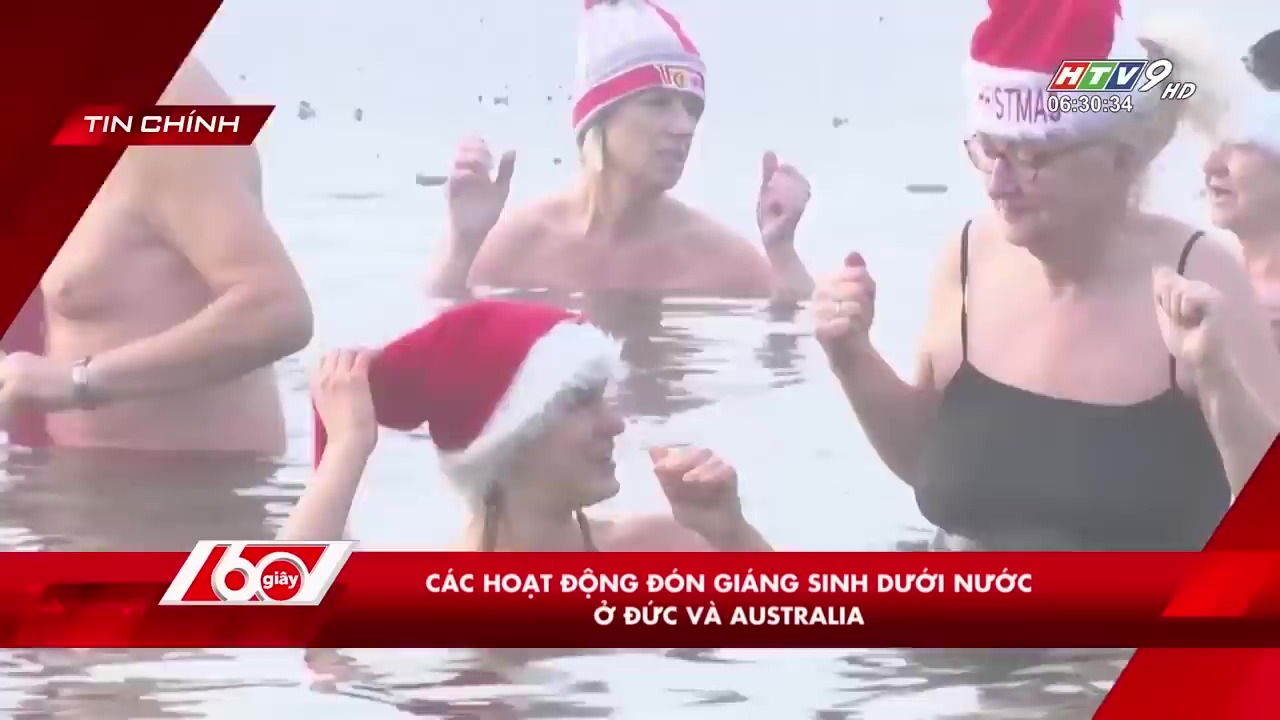 HTV9 HD
06:30:34
TIN CHÍNH
STMAS
60 giây
CÁC HOẠT ĐỘNG ĐÓN GIÁNG SINH DƯỚI NƯỚC
Ở ĐỨC VÀ AUSTRALIA